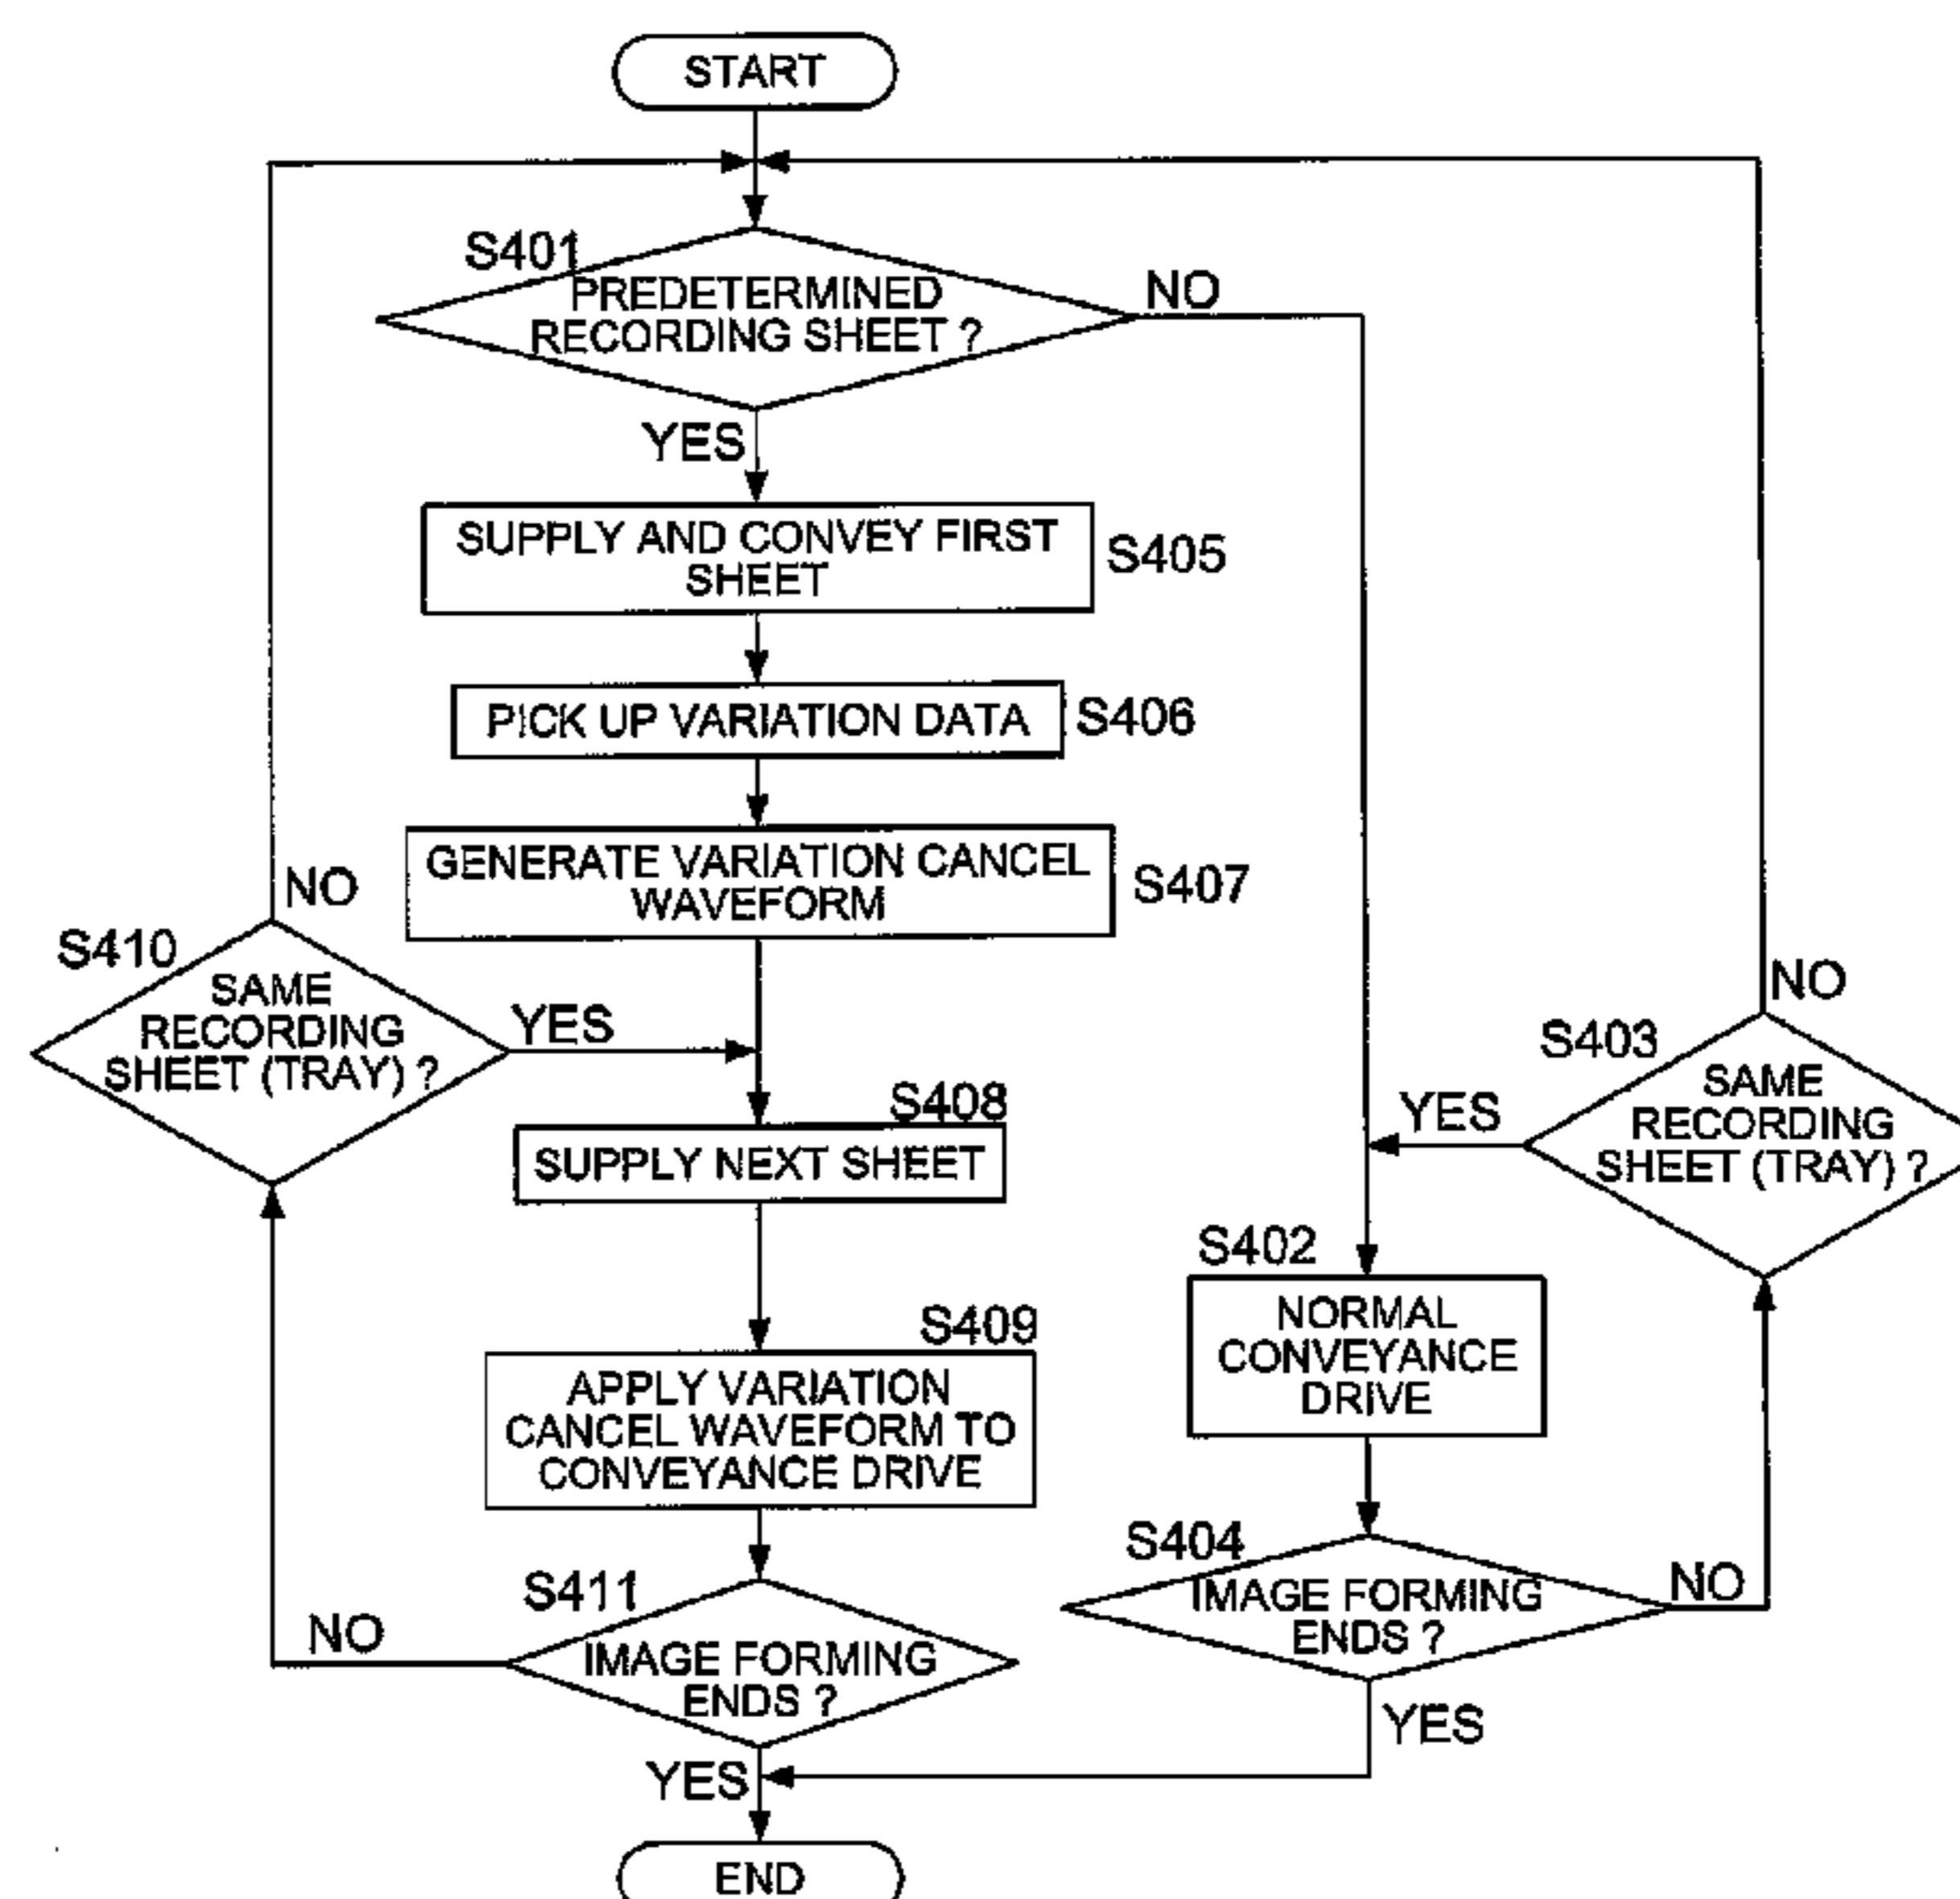 START
S401
PREDETERMINED
RECORDING SHEET ?
NO
YES
SUPPLY AND CONVEY FIRST
SHEET
S405
PICK UP VARIATION DATA
S406
GENERATE VARIATION CANCEL
WAVEFORM
S407
NO
S410
SAME
RECORDING
SHEET (TRAY) ?
YES
NO
S403
SAME
RECORDING
SHEET (TRAY) ?
YES
S408
SUPPLY NEXT SHEET
S402
NORMAL
CONVEYANCE
DRIVE
S409
APPLY VARIATION
CANCEL WAVEFORM TO
CONVEYANCE DRIVE
S404
IMAGE FORMING
ENDS ?
NO
YES
S411
IMAGE FORMING
ENDS ?
NO
YES
END